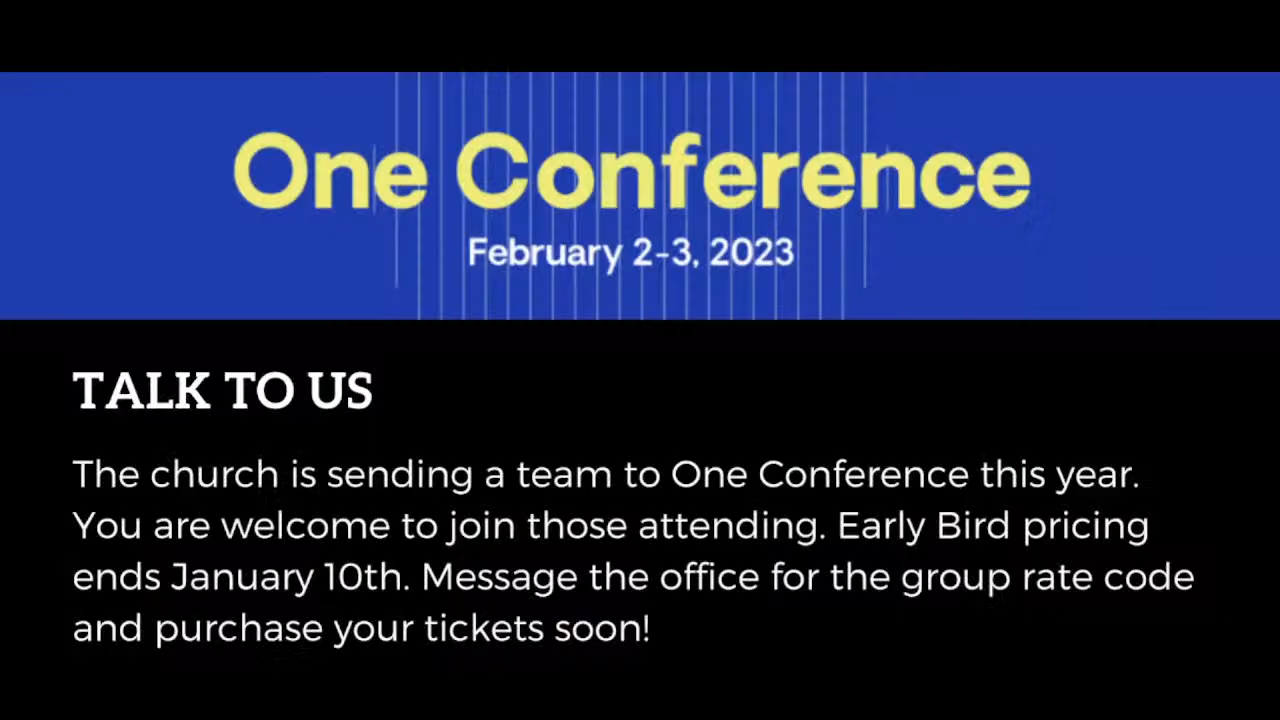 One Conference
February 2-3, 2023
TALK TO US
The church is sending a team to One Conference this year.
You are welcome to join those attending. Early Bird pricing
ends January 10th. Message the office for the group rate code
and purchase your tickets soon!